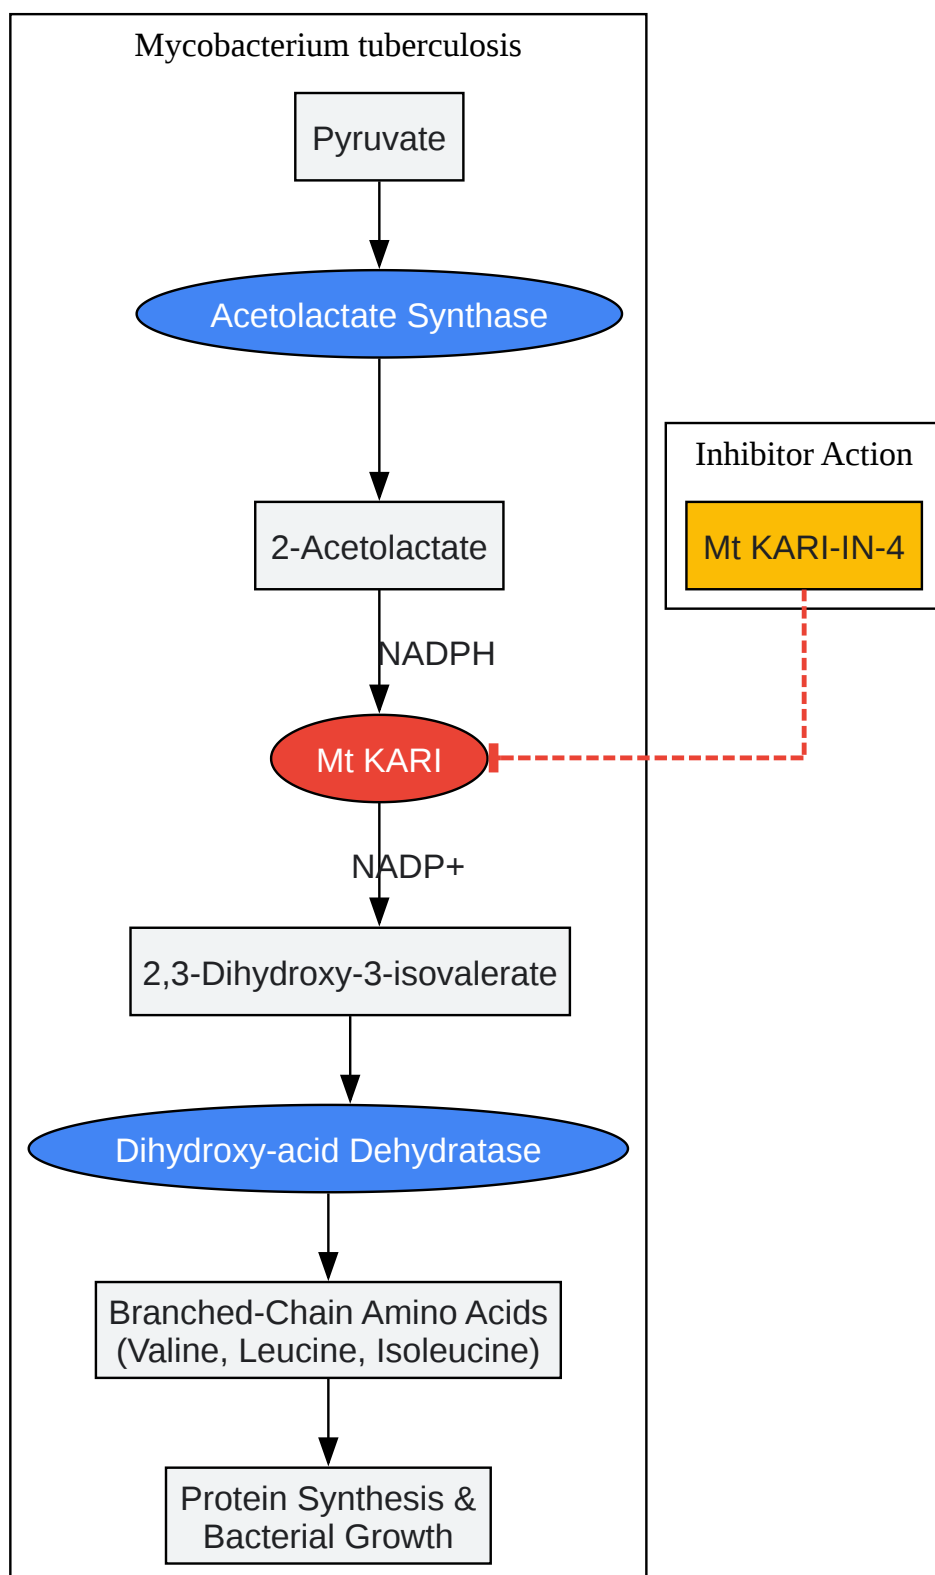 Mycobacterium tuberculosis
Pyruvate
Acetolactate Synthase
Inhibitor Action
2-Acetolactate
Mt KARI-IN-4
NADPH
Mt KARI
NADP+
2,3-Dihydroxy-3-isovalerate
Dihydroxy-acid Dehydratase
Branched-Chain Amino Acids
(Valine, Leucine, Isoleucine)
Protein Synthesis &
Bacterial Growth